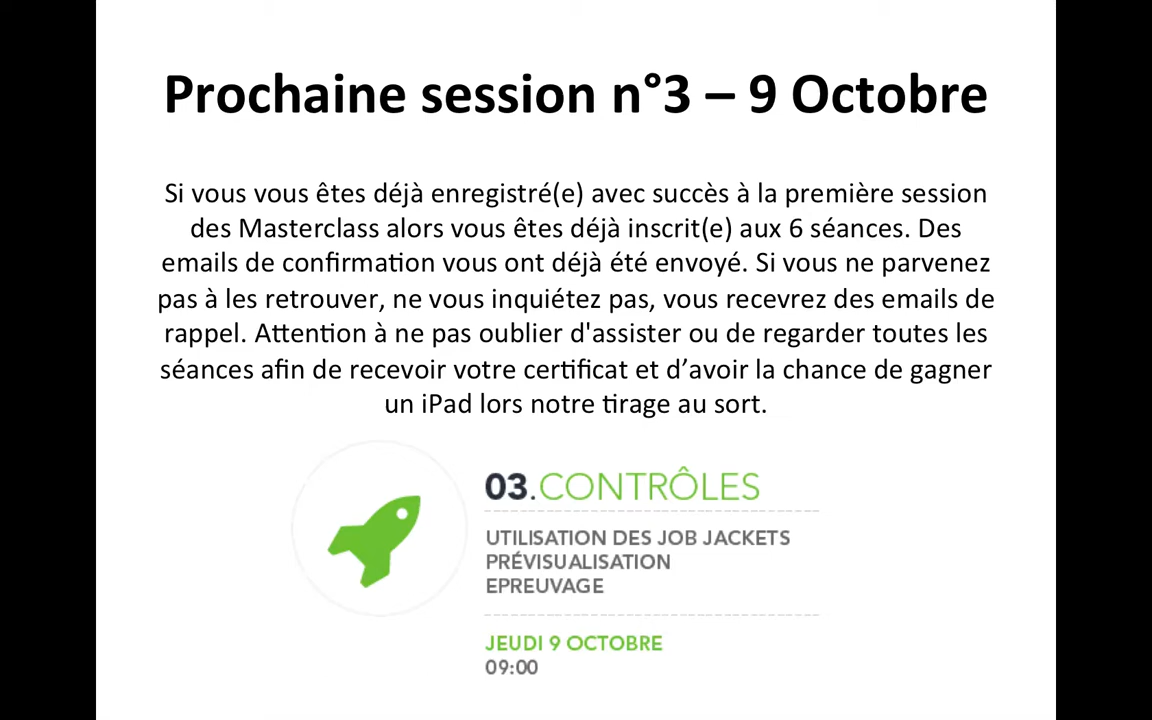 Prochaine session n°3 – 9 Octobre
Si vous vous êtes déjà enregistré(e) avec succès à la première session
des Masterclass alors vous êtes déjà inscrit(e) aux 6 séances. Des
emails de confirmation vous ont déjà été envoyé. Si vous ne parvenez
pas à les retrouver, ne vous inquiétez pas, vous recevrez des emails de
rappel. Attention à ne pas oublier d'assister ou de regarder toutes les
séances afin de recevoir votre certificat et d’avoir la chance de gagner
un iPad lors notre tirage au sort.
03.CONTRÔLES
UTILISATION DES JOB JACKETS
PRÉVISUALISATION
EPREUVAGE
JEUDI 9 OCTOBRE
09:00